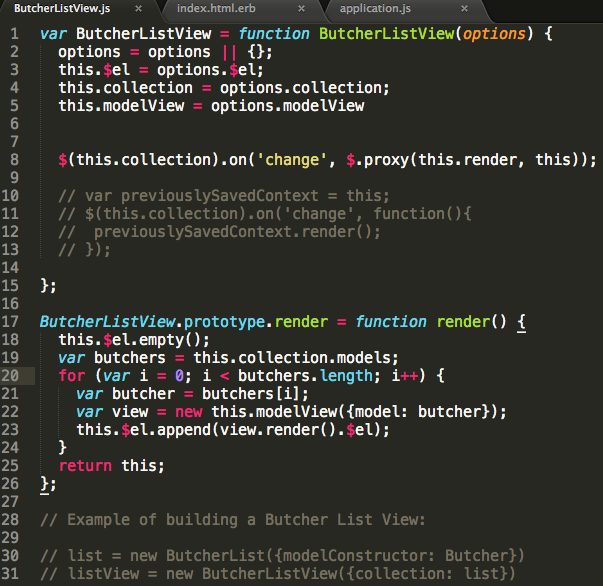 ButcherListView.js × index.html.erb × application.js ×
1 var ButcherListView = function ButcherListView(options) {
2 options = options || {};
3 this.$el = options.$el;
4 this.collection = options.collection;
5 this.modelView = options.modelView
6
7
8 $(this.collection).on('change', $.proxy(this.render, this));
9
10 // var previouslySavedContext = this;
11 // $(this.collection).on('change', function(){
12 //  previouslySavedContext.render();
13 // });
14
15 };
16
17 ButcherListView.prototype.render = function render() {
18 this.$el.empty();
19 var butchers = this.collection.models;
20 for (var i = 0; i < butchers.length; i++) {
21 var butcher = butchers[i];
22 var view = new this.modelView({model: butcher});
23 this.$el.append(view.render().$el);
24 }
25 return this;
26 };
27
28 // Example of building a Butcher List View:
29
30 // list = new ButcherList({modelConstructor: Butcher})
31 // listView = new ButcherListView({collection: list})